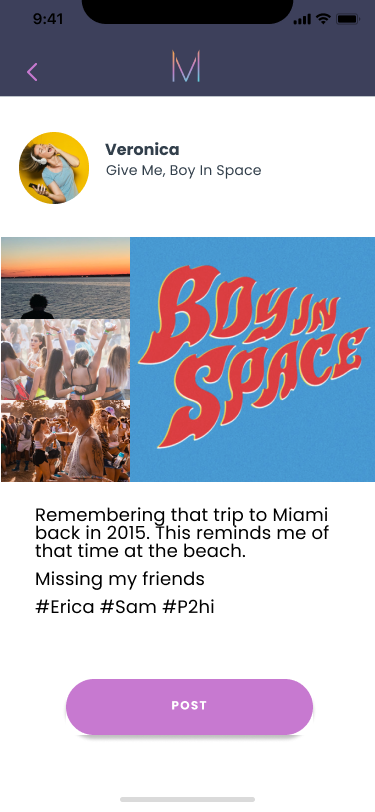 9:41
M
Veronica
Give Me, Boy In Space
BOY IN
SPACE
Remembering that trip to Miami
back in 2015. This reminds me of
that time at the beach.
Missing my friends
#Erica #Sam #P2hi
POST